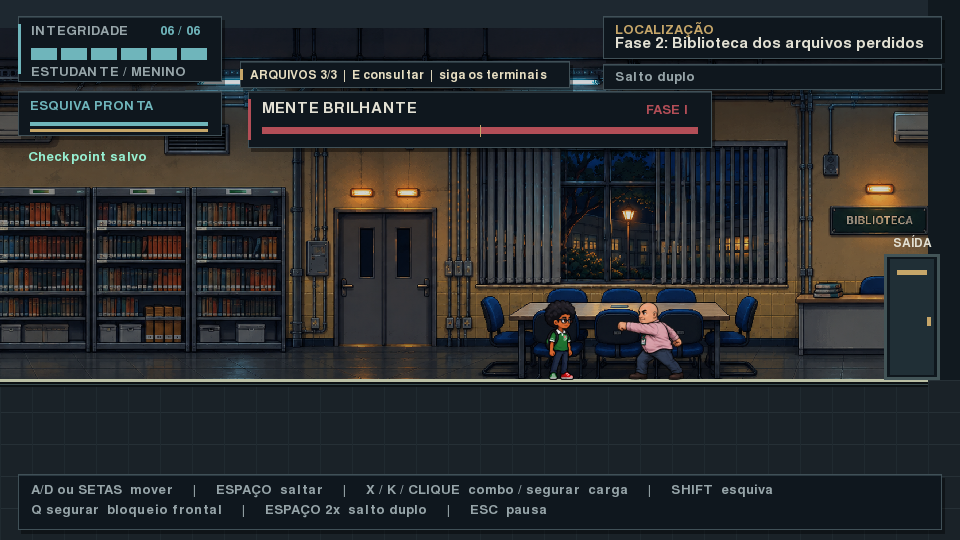 INTEGRIDADE 06 / 06
ESTUDANTE / MENINO
ESQUIVA PRONTA
Checkpoint salvo
ARQUIVOS 3/3 | E consultar | siga os terminais
MENTE BRILHANTE FASE I
LOCALIZAÇÃO
Fase 2: Biblioteca dos arquivos perdidos
Salto duplo
BIBLIOTECA
SAÍDA
A/D ou SETAS mover | ESPAÇO saltar | X / K / CLIQUE combo / segurar carga | SHIFT esquiva
Q segurar bloqueio frontal | ESPAÇO 2x salto duplo | ESC pausa